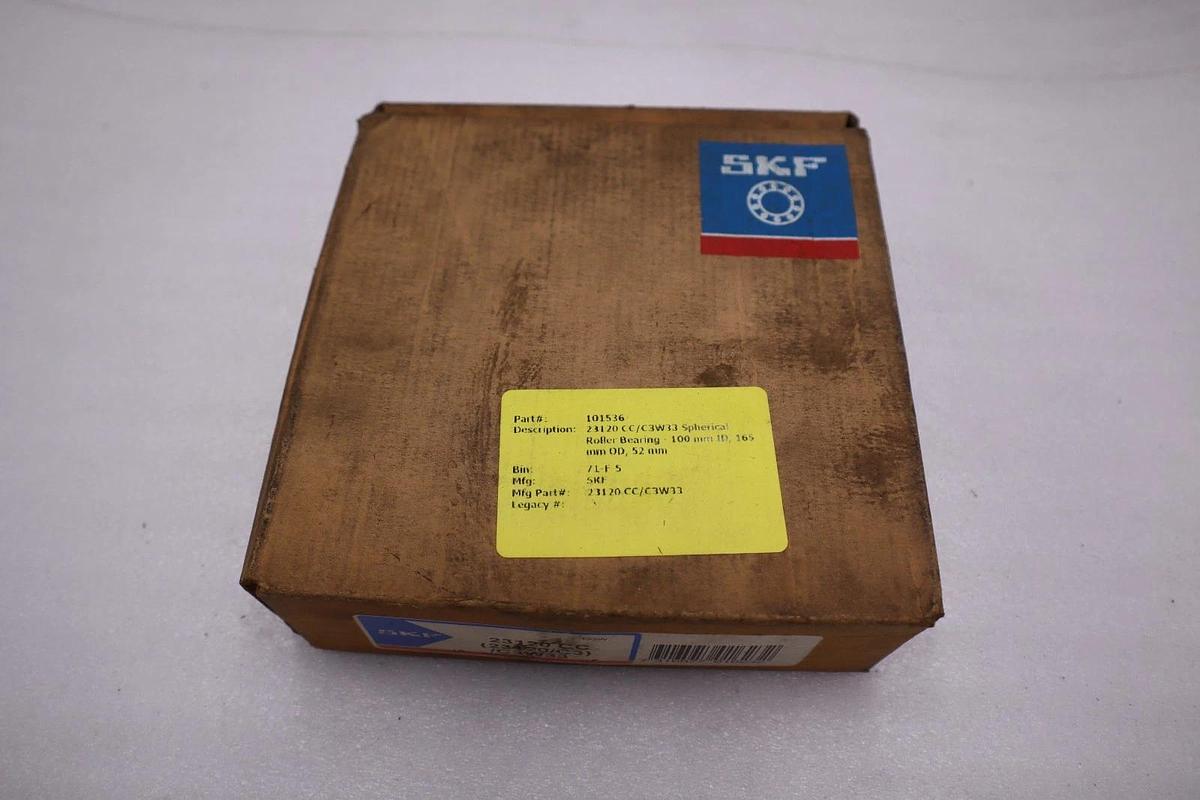 SKF
Part#: 101536
Description: 23120 CC/C3W33 Spherical
Roller Bearing - 100 mm ID, 165
mm OD, 52 mm
Bin: 71-F 5
Mfg: SKF
Mfg Part#: 23120 CC/C3W33
Legacy #:
SKF